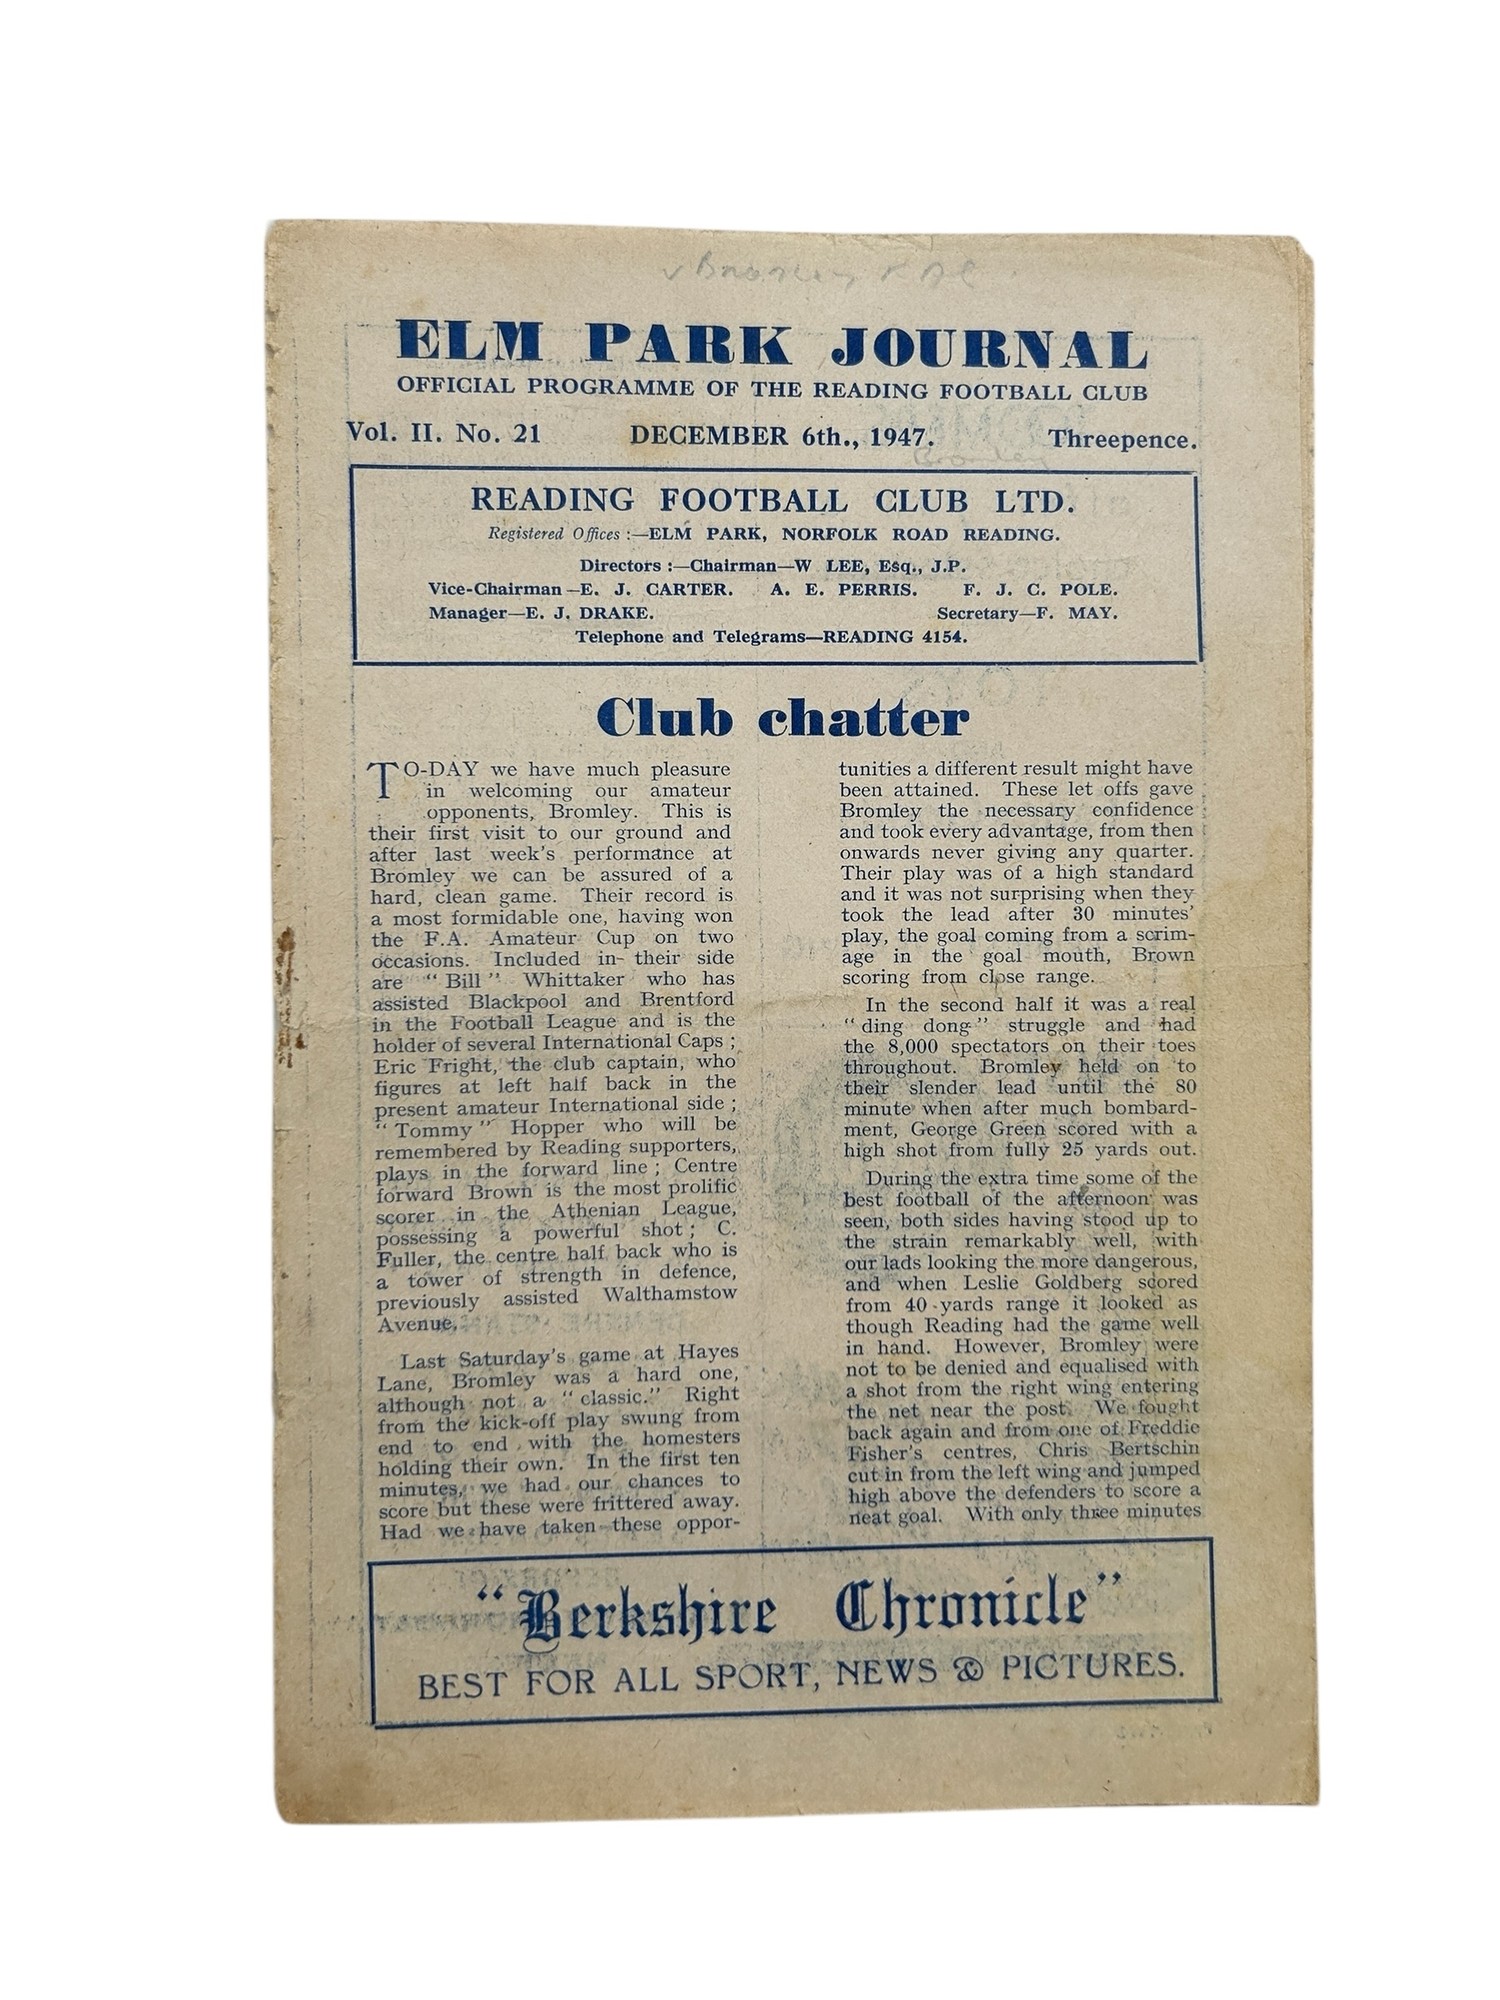 v Bromley F A C
ELM PARK JOURNAL
OFFICIAL PROGRAMME OF THE READING FOOTBALL CLUB
Vol. II. No. 21 DECEMBER 6th., 1947. Threepence.
Bromley
READING FOOTBALL CLUB LTD.
Registered Offices :—ELM PARK, NORFOLK ROAD READING.
Directors :—Chairman—W LEE, Esq., J.P.
Vice-Chairman—E. J. CARTER. A. E. PERRIS. F. J. C. POLE.
Manager—E. J. DRAKE. Secretary—F. MAY.
Telephone and Telegrams—READING 4154.
Club chatter
TO-DAY we have much pleasure
in welcoming our amateur
opponents, Bromley. This is
their first visit to our ground and
after last week's performance at
Bromley we can be assured of a
hard, clean game. Their record is
a most formidable one, having won
the F.A. Amateur Cup on two
occasions. Included in- their side
are "Bill" Whittaker who has
assisted Blackpool and Brentford
in the Football League and is the
holder of several International Caps ;
Eric Fright, the club captain, who
figures at left half back in the
present amateur International side ;
"Tommy" Hopper who will be
remembered by Reading supporters,
plays in the forward line ; Centre
forward Brown is the most prolific
scorer in the Athenian League,
possessing a powerful shot ; C.
Fuller, the centre half back who is
a tower of strength in defence,
previously assisted Walthamstow
Avenue.
Last Saturday's game at Hayes
Lane, Bromley was a hard one,
although not a "classic." Right
from the kick-off play swung from
end to end with the homesters
holding their own. In the first ten
minutes, we had our chances to
score but these were frittered away.
Had we have taken these oppor-
tunities a different result might have
been attained. These let offs gave
Bromley the necessary confidence
and took every advantage, from then
onwards never giving any quarter.
Their play was of a high standard
and it was not surprising when they
took the lead after 30 minutes'
play, the goal coming from a scrim-
age in the goal mouth, Brown
scoring from close range.
In the second half it was a real
"ding dong" struggle and had
the 8,000 spectators on their toes
throughout. Bromley held on to
their slender lead until the 80
minute when after much bombard-
ment, George Green scored with a
high shot from fully 25 yards out.
During the extra time some of the
best football of the afternoon was
seen, both sides having stood up to
the strain remarkably well, with
our lads looking the more dangerous,
and when Leslie Goldberg scored
from 40 yards range it looked as
though Reading had the game well
in hand. However, Bromley were
not to be denied and equalised with
a shot from the right wing entering
the net near the post. We fought
back again and from one of Freddie
Fisher's centres, Chris Bertschin
cut in from the left wing and jumped
high above the defenders to score a
neat goal. With only three minutes
"Berkshire Chronicle"
BEST FOR ALL SPORT, NEWS & PICTURES.